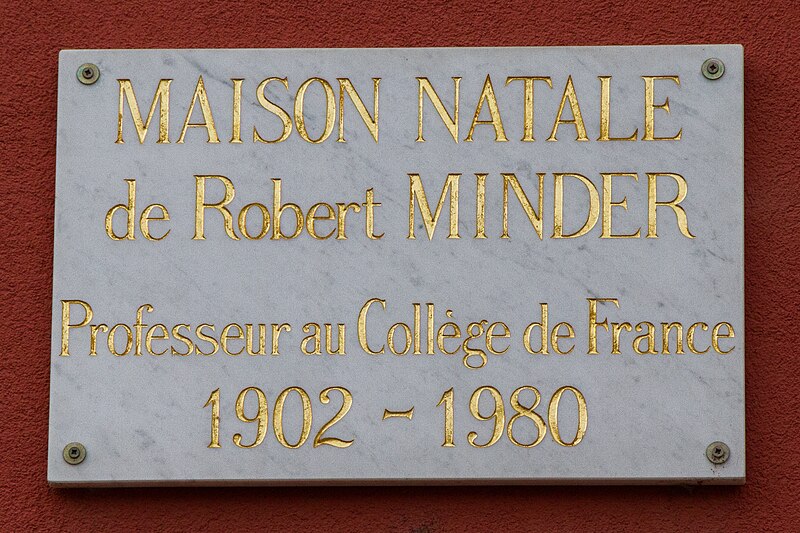 MAISON NATALE
de Robert MINDER
Professeur au Collège de France
1902 - 1980